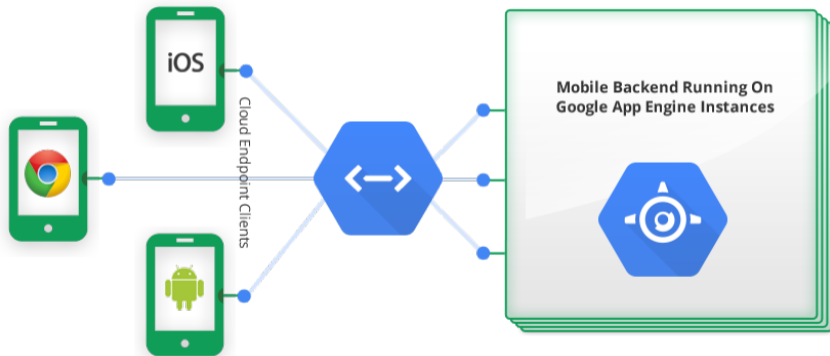 iOS
Cloud Endpoint Clients
Mobile Backend Running On
Google App Engine Instances